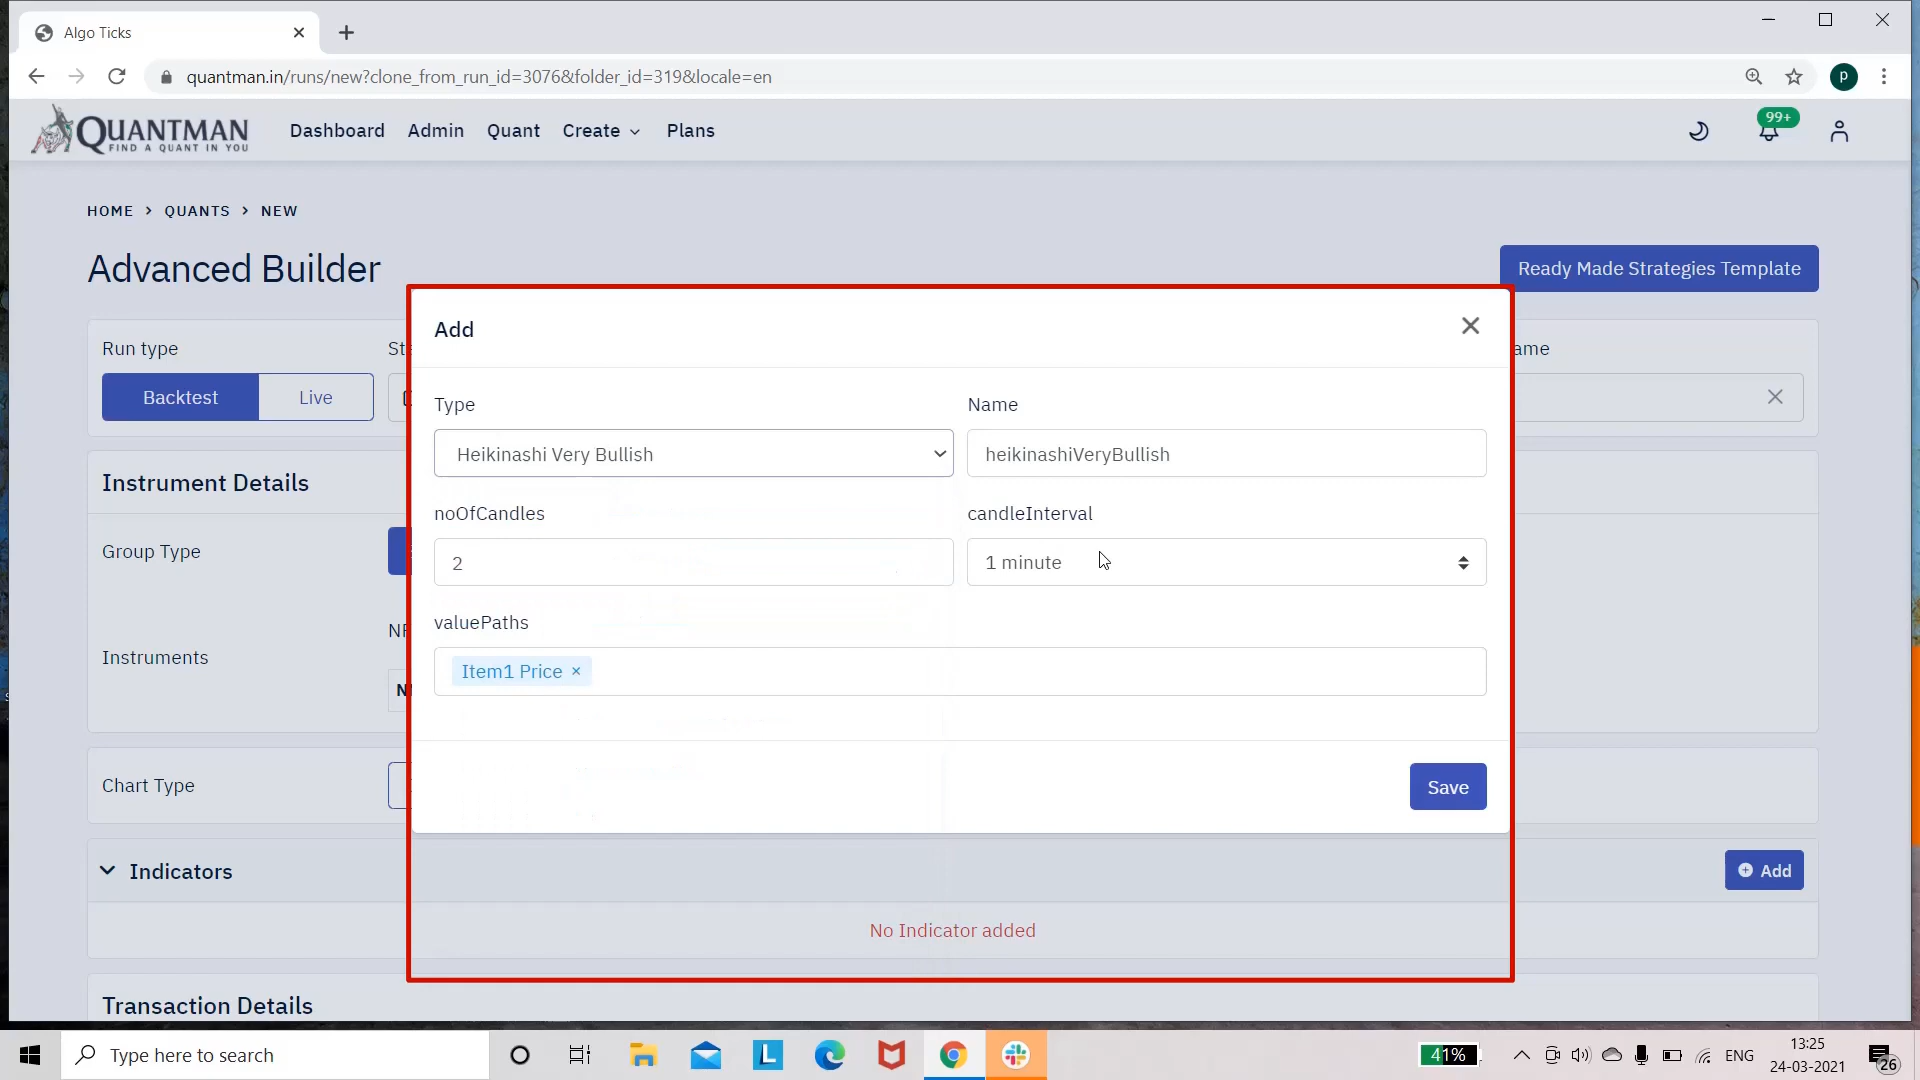 Algo Ticks
quantman.in/runs/new?clone_from_run_id=3076&folder_id=319&locale=en
P
QUANTMAN
FIND A QUANT IN YOU
Dashboard Admin Quant Create Plans
99+
HOME > QUANTS > NEW
Advanced Builder
Ready Made Strategies Template
Add
Run type
Backtest Live
Type
Name
Heikinashi Very Bullish
heikinashiVeryBullish
Instrument Details
noOfCandles
candleInterval
Group Type
2
1 minute
valuePaths
Instruments
Item1 Price ×
Chart Type
Save
Indicators
Add
No Indicator added
Transaction Details
Type here to search
L
41%
ENG
13:25
24-03-2021
26